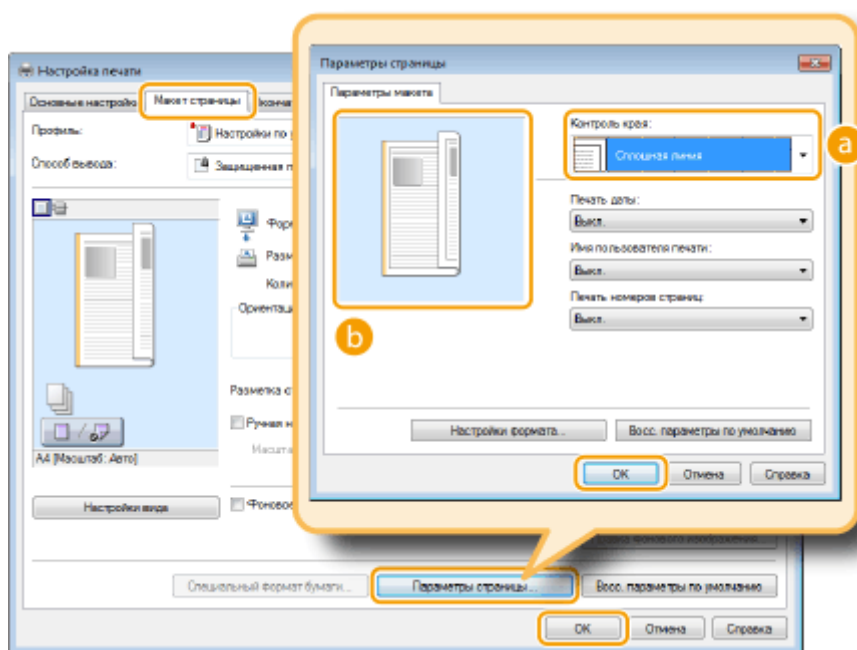 Настройка печати
Основные настройки
Макет страницы
Профиль:
Настройки по
Способ вывода:
Защищенная п
Фор
Разм
Коли
Ориентаци
Разметка с
Ручная н
Масшта
A4 [Масштаб: Авто]
Настройки вида
Фоновое
Специальный формат бумаги...
Параметры страницы...
Восс. параметры по умолчанию
OK
Отмена
Справка
Параметры страницы
Параметры макета
Контроль края:
a
Сплошная линия
Печать даты:
Выкл.
Имя пользователя печати:
Выкл.
Печать номеров страниц:
Выкл.
b
Настройки формата...
Восс. параметры по умолчанию
OK
Отмена
Справка